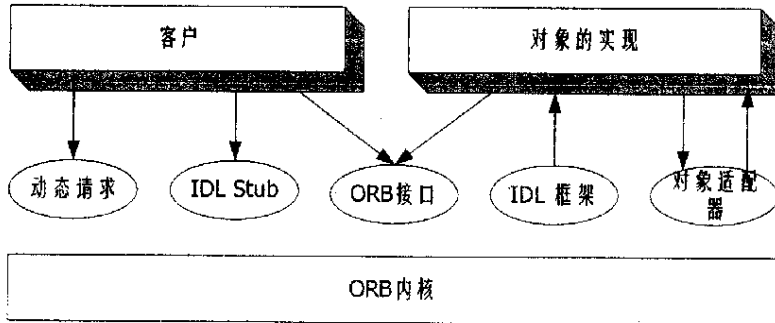 客户
对象的实现
动态请求
IDL Stub
ORB接口
IDL 框架
对象适配
器
ORB内核